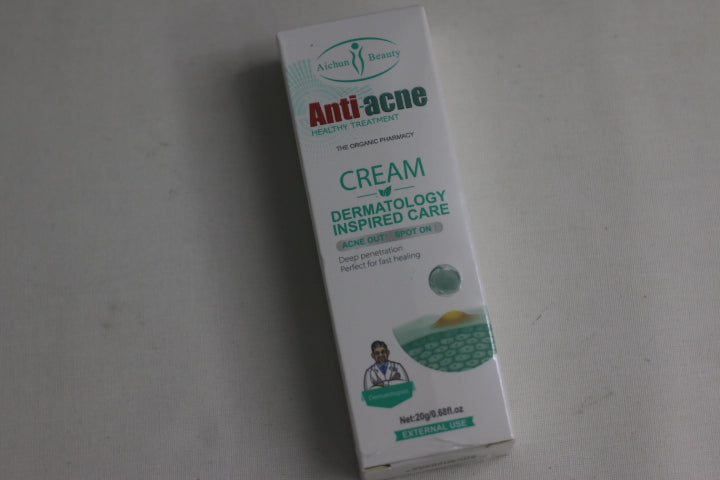 Aichun Beauty
Anti-acne
HEALTHY TREATMENT
THE ORGANIC PHARMACY
CREAM
DERMATOLOGY
INSPIRED CARE
ACNE OUT SPOT ON
Deep penetration
Perfect for fast healing
Dermatologists
Net:20g/0.68fl.oz
EXTERNAL USE